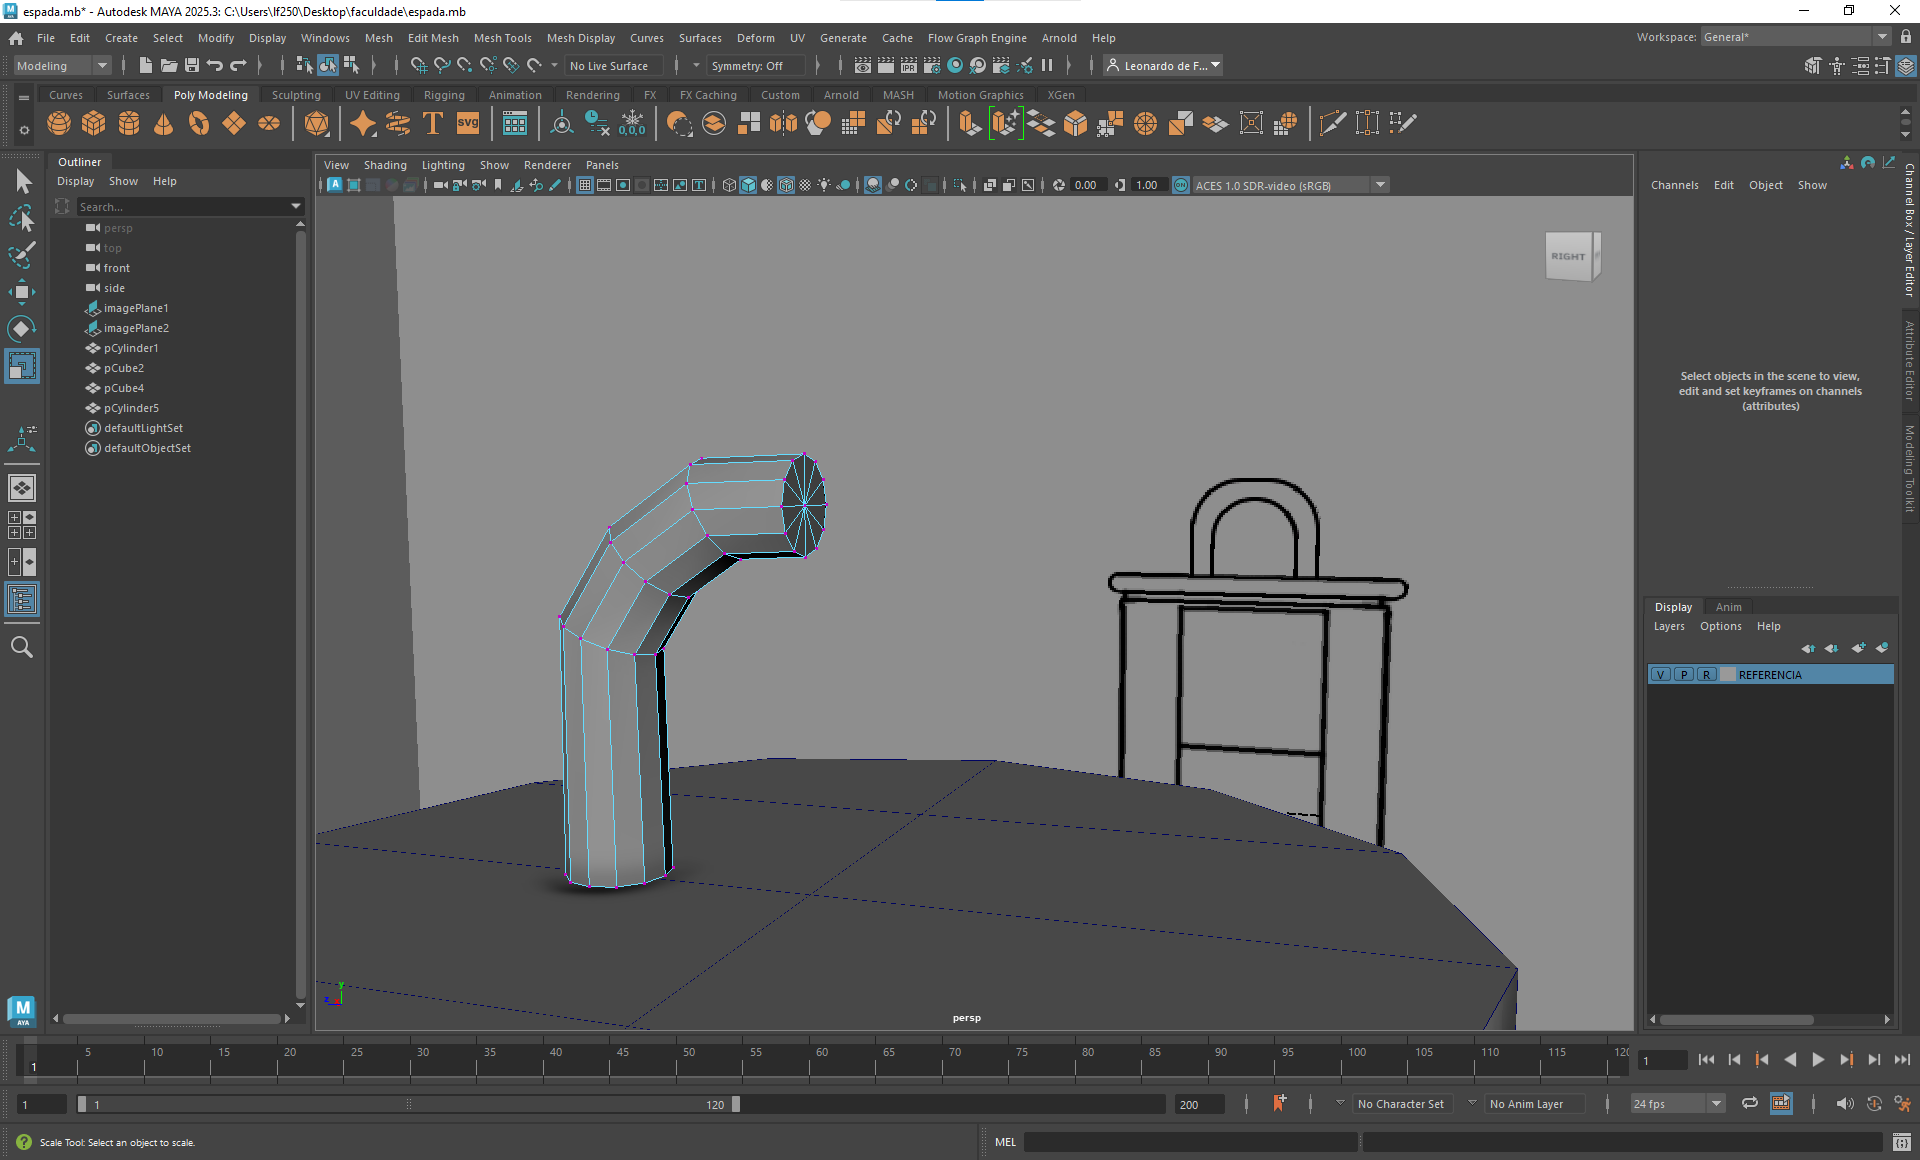 espada.mb* - Autodesk MAYA 2025.3: C:\Users\lf250\Desktop\faculdade\espada.mb
File Edit Create Select Modify Display Windows Mesh Edit Mesh Mesh Tools Mesh Display Curves Surfaces Deform UV Generate Cache Flow Graph Engine Arnold Help
Workspace: General*
Modeling
No Live Surface
Symmetry: Off
IPR
Leonardo de F...
Curves Surfaces Poly Modeling Sculpting UV Editing Rigging Animation Rendering FX FX Caching Custom Arnold MASH Motion Graphics XGen
T
SVG
0,0,0
Outliner
Display Show Help
Search...
persp
top
front
side
imagePlane1
imagePlane2
pCylinder1
pCube2
pCube4
pCylinder5
defaultLightSet
defaultObjectSet
View Shading Lighting Show Renderer Panels
0.00
1.00
ACES 1.0 SDR-video (sRGB)
RIGHT
persp
y
z
Channels Edit Object Show
Select objects in the scene to view,
edit and set keyframes on channels
(attributes)
Channel Box / Layer Editor
Attribute Editor
Modeling Toolkit
Display Anim
Layers Options Help
V P R REFERENCIA
M
AYA
1
5 10 15 20 25 30 35 40 45 50 55 60 65 70 75 80 85 90 95 100 105 110 115 120
1
1
1
120
200
No Character Set
No Anim Layer
24 fps
Scale Tool: Select an object to scale.
MEL